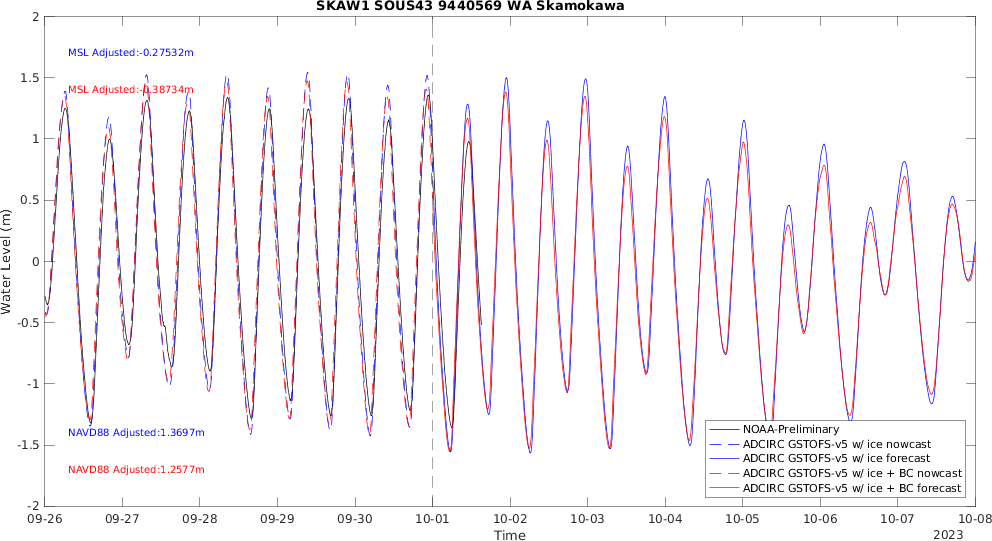 SKAW1 SOUS43 9440569 WA Skamokawa
Water Level (m)
2
1.5
1
0.5
0
-0.5
-1
-1.5
-2
MSL Adjusted:-0.27532m
MSL Adjusted:-0.38734m
NAVD88 Adjusted:1.3697m
NAVD88 Adjusted:1.2577m
NOAA-Preliminary
ADCIRC GSTOFS-v5 w/ ice nowcast
ADCIRC GSTOFS-v5 w/ ice forecast
ADCIRC GSTOFS-v5 w/ ice + BC nowcast
ADCIRC GSTOFS-v5 w/ ice + BC forecast
09-26 09-27 09-28 09-29 09-30 10-01 10-02 10-03 10-04 10-05 10-06 10-07 10-08
Time
2023